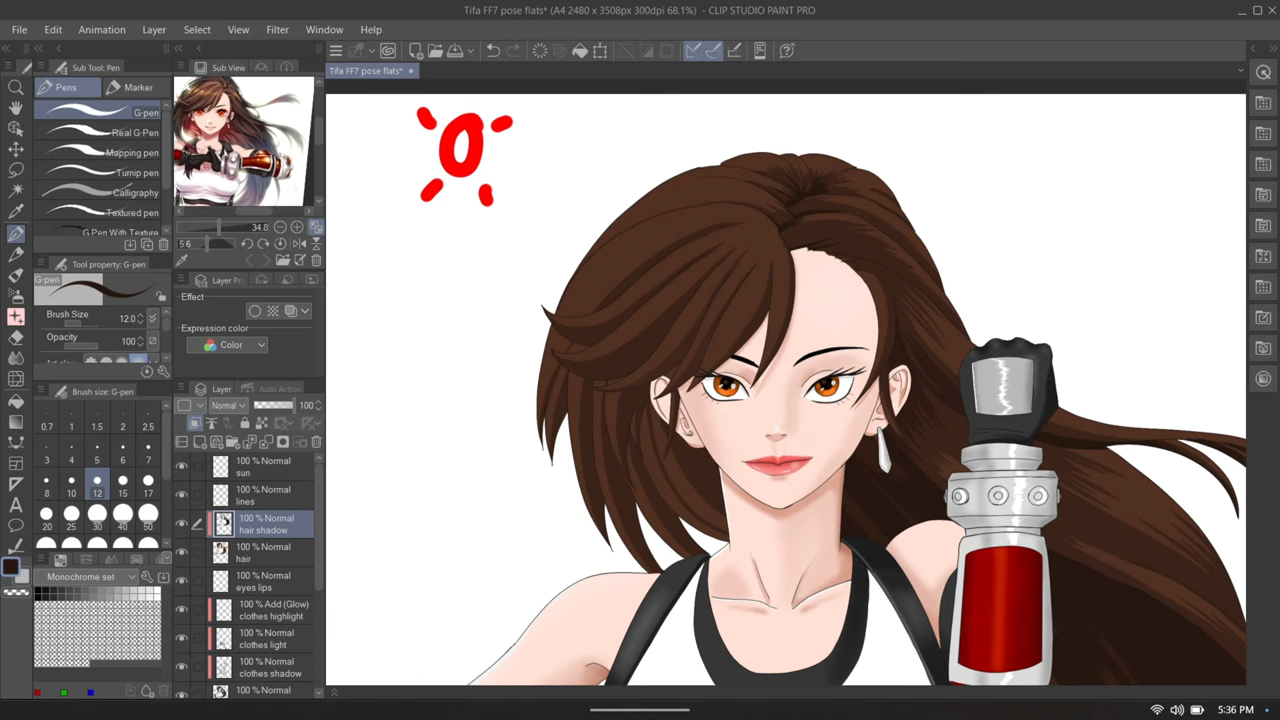 Tifa FF7 pose flats* (A4 2480 x 3508px 300dpi 68.1%) - CLIP STUDIO PAINT PRO
File Edit Animation Layer Select View Filter Window Help
Sub Tool: Pen
Sub View
Tifa FF7 pose flats*
Pens
Marker
G-pen
Real G-Pen
Mapping pen
Turnip pen
Calligraphy
Textured pen
G Pen With Texture
34.8
5 6
Tool property: G-pen
G-pen
Brush Size 12.0
Opacity 100
Layer Pr
Effect
Expression color
Color
Layer
Auto Action
Normal 100
Brush size: G-pen
0.7 1 1.5 2 2.5
3 4 5 6 7
8 10 12 15 17
20 25 30 40 50
100 % Normal
sun
100 % Normal
lines
100 % Normal
hair shadow
100 % Normal
hair
100 % Normal
eyes lips
100 % Add (Glow)
clothes highlight
100 % Normal
clothes light
100 % Normal
clothes shadow
100 % Normal
Monochrome set
5:36 PM